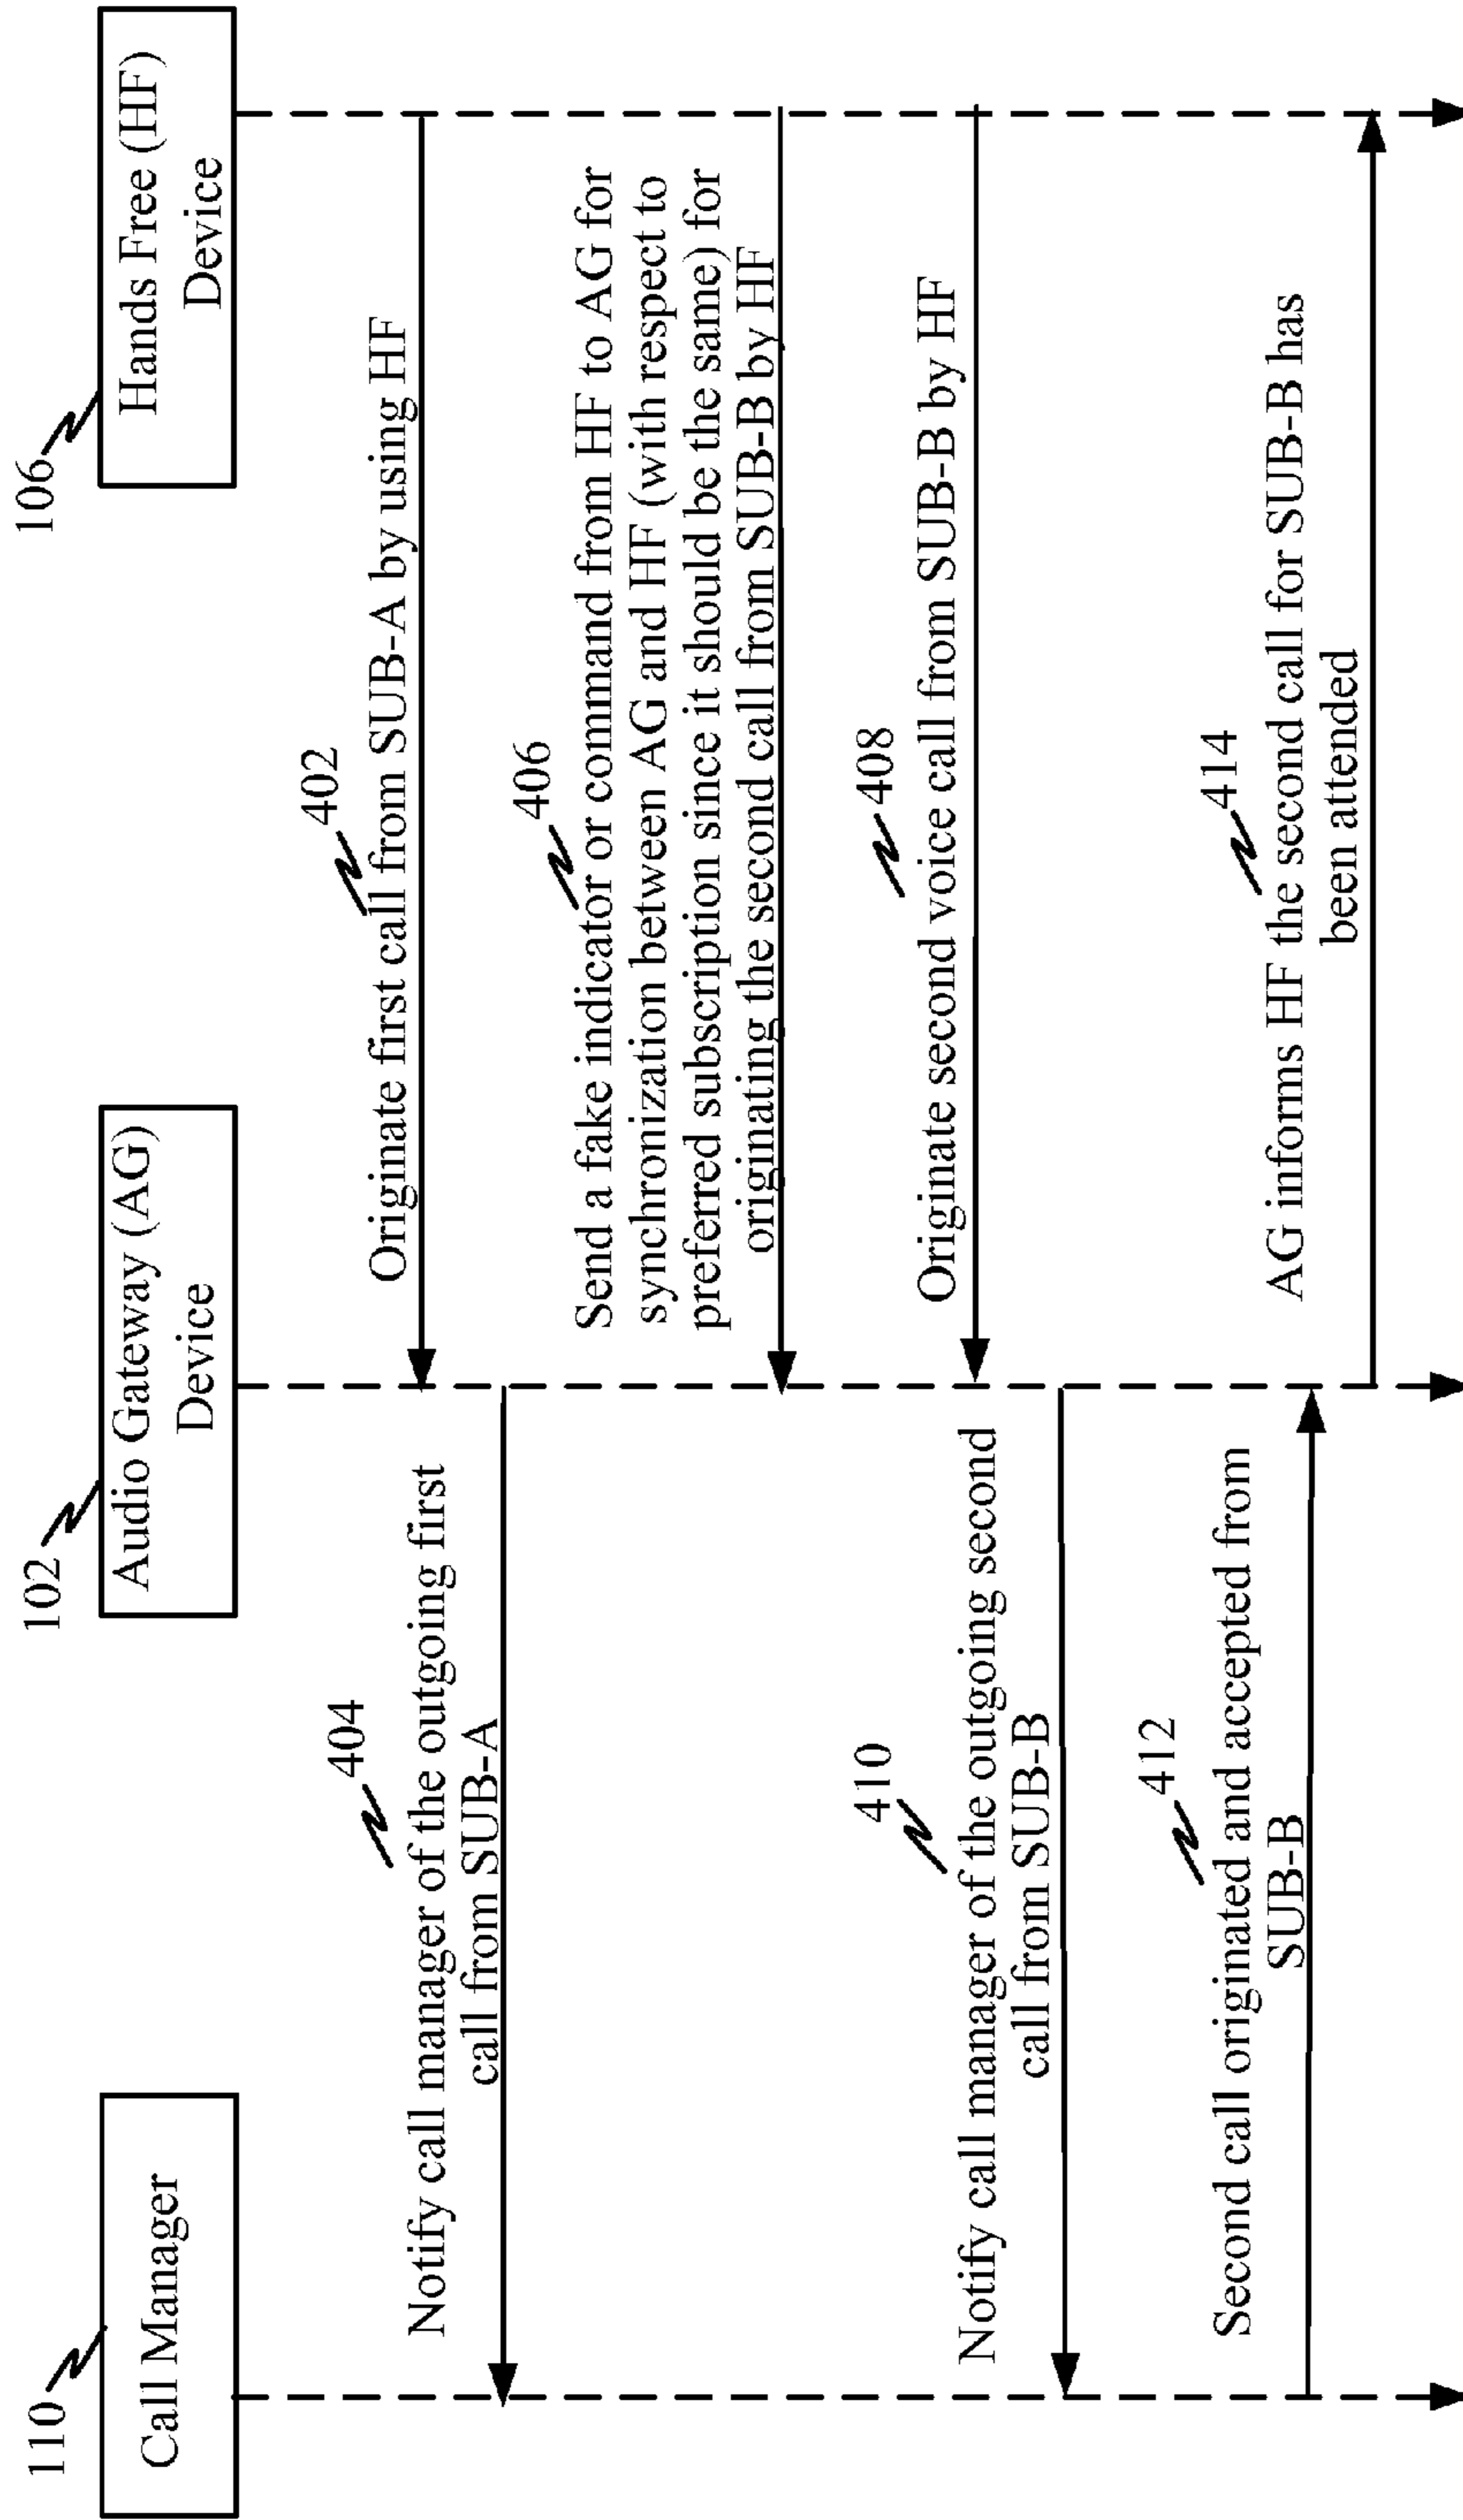 110
Call Manager
102
Audio Gateway (AG)
Device
106
Hands Free (HF)
Device
402
Originate first call from SUB-A by using HF
404
Notify call manager of the outgoing first
call from SUB-A
406
Send a fake indicator or command from HF to AG for
synchronization between AG and HF (with respect to
preferred subscription since it should be the same) for
originating the second call from SUB-B by HF
408
Originate second voice call from SUB-B by HF
410
Notify call manager of the outgoing second
call from SUB-B
412
Second call originated and accepted from
SUB-B
414
AG informs HF the second call for SUB-B has
been attended